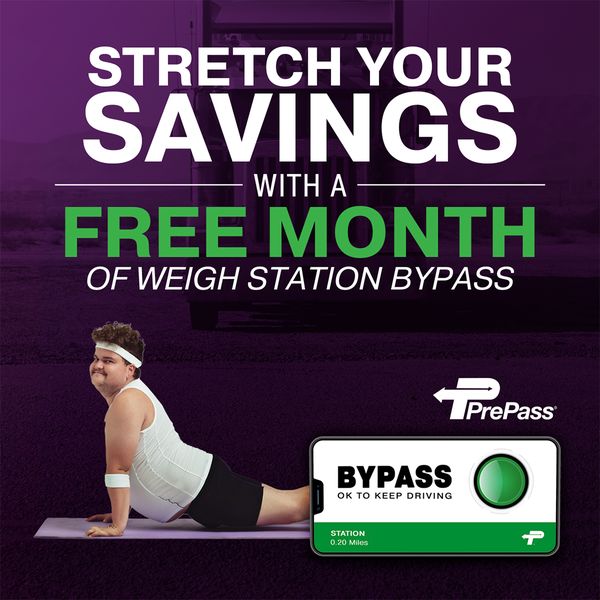 STRETCH YOUR
SAVINGS
WITH A
FREE MONTH
OF WEIGH STATION BYPASS
PrePass®
BYPASS
OK TO KEEP DRIVING
STATION
0.20 Miles